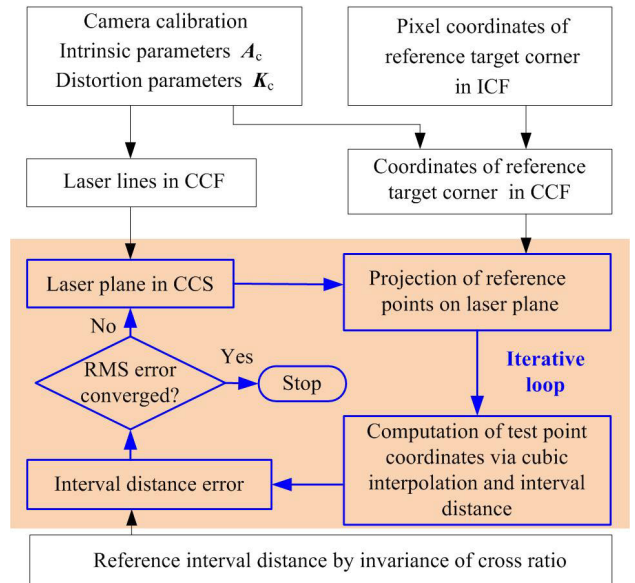 Camera calibration
Intrinsic parameters Ac
Distortion parameters Kc
Pixel coordinates of
reference target corner
in ICF
Laser lines in CCF
Coordinates of reference
target corner in CCF
Laser plane in CCS
Projection of reference
points on laser plane
No
Yes
RMS error
converged?
Stop
Iterative
loop
Computation of test point
coordinates via cubic
interpolation and interval
distance
Interval distance error
Reference interval distance by invariance of cross ratio